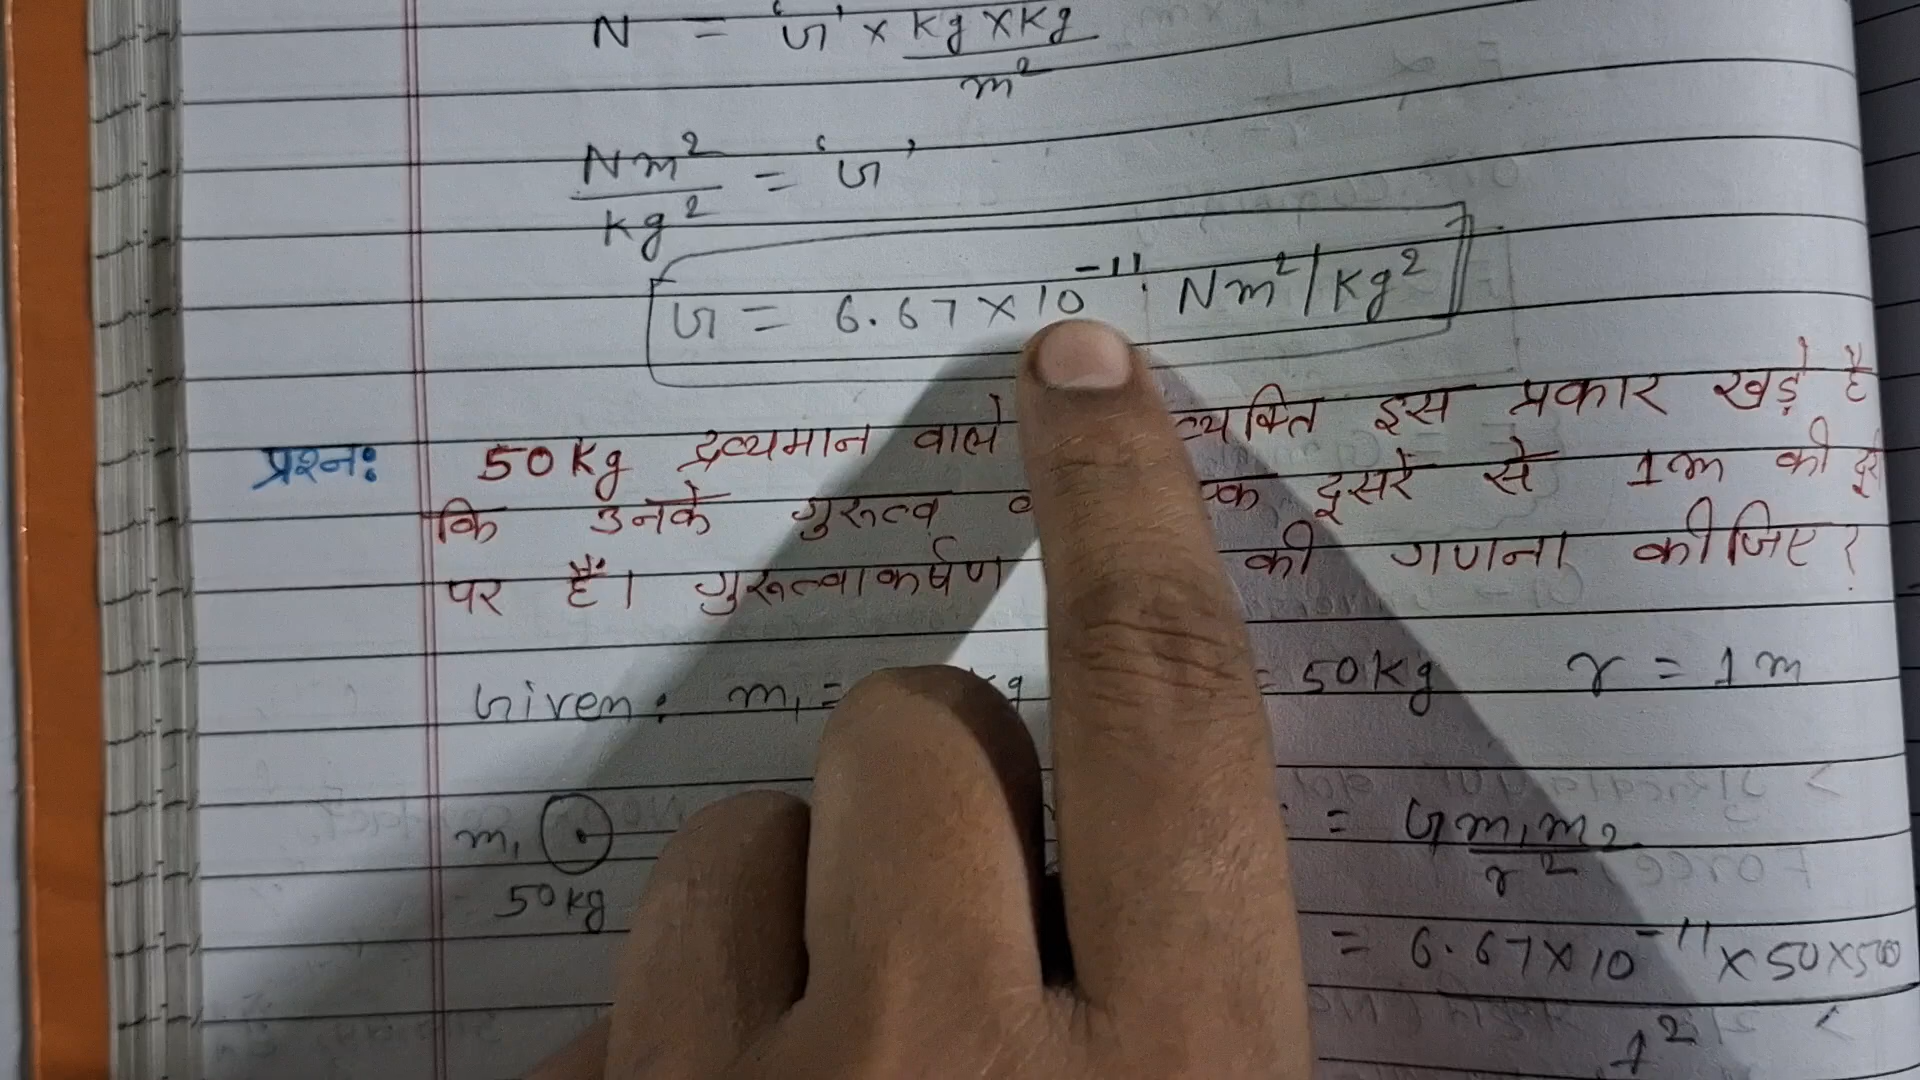 N = 'G' × kg × kg / m²
Nm² / kg² = 'G'
G = 6.67 × 10⁻¹¹ Nm²/kg²
प्रश्नः 50 kg द्रव्यमान वाले व्यक्ति इस प्रकार खड़े है
कि उनके गुरूत्व एक दूसरे से 1m की
पर हैं। गुरूत्वाकर्षण की गणना कीजिए?
Given: m₁ = kg = 50 kg r = 1 m
m₁ = G m₁m₂ / r²
50 kg
= 6.67 × 10⁻¹¹ × 50 ×
1²